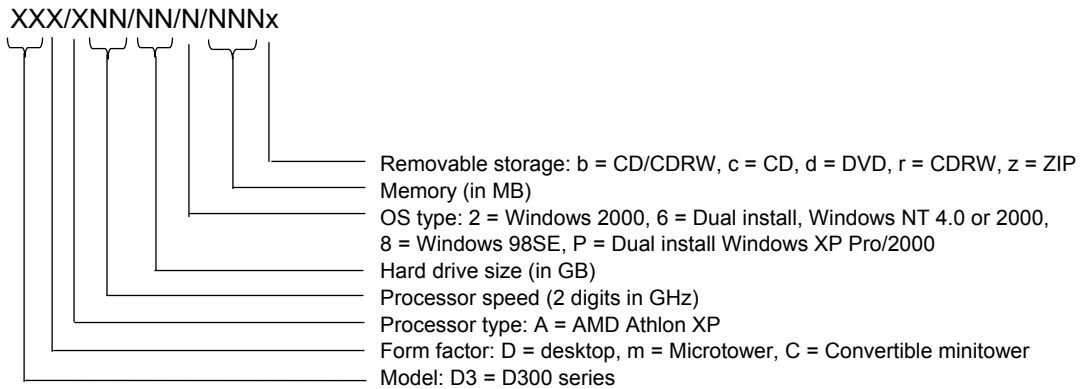 XXX/XNN/NN/N/NNNx
Removable storage: b = CD/CDRW, c = CD, d = DVD, r = CDRW, z = ZIP
Memory (in MB)
OS type: 2 = Windows 2000, 6 = Dual install, Windows NT 4.0 or 2000,
8 = Windows 98SE, P = Dual install Windows XP Pro/2000
Hard drive size (in GB)
Processor speed (2 digits in GHz)
Processor type: A = AMD Athlon XP
Form factor: D = desktop, m = Microtower, C = Convertible minitower
Model: D3 = D300 series